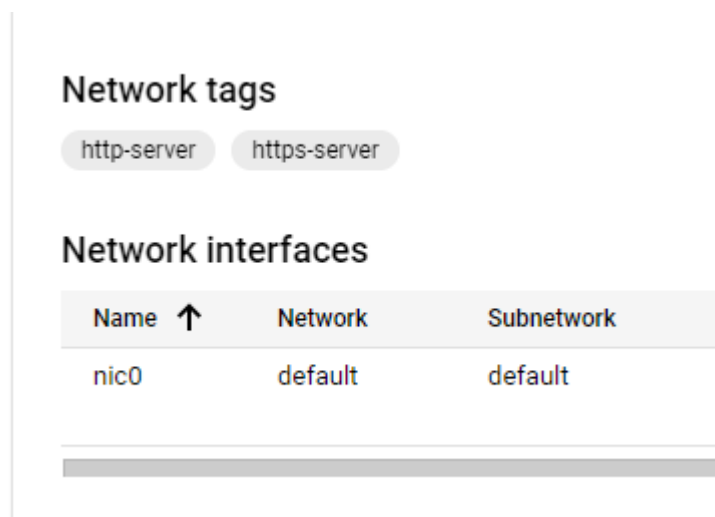 Network tags
http-server https-server
Network interfaces
Name ↑ Network Subnetwork
nic0 default default